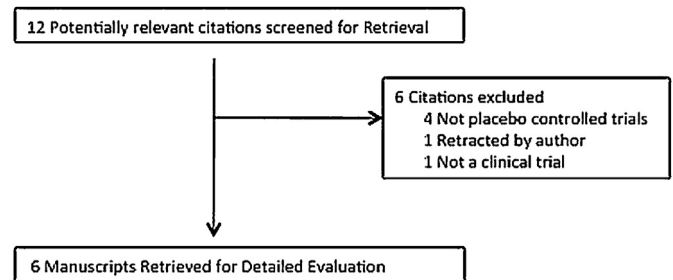 12 Potentially relevant citations screened for Retrieval
6 Citations excluded
4 Not placebo controlled trials
1 Retracted by author
1 Not a clinical trial
6 Manuscripts Retrieved for Detailed Evaluation